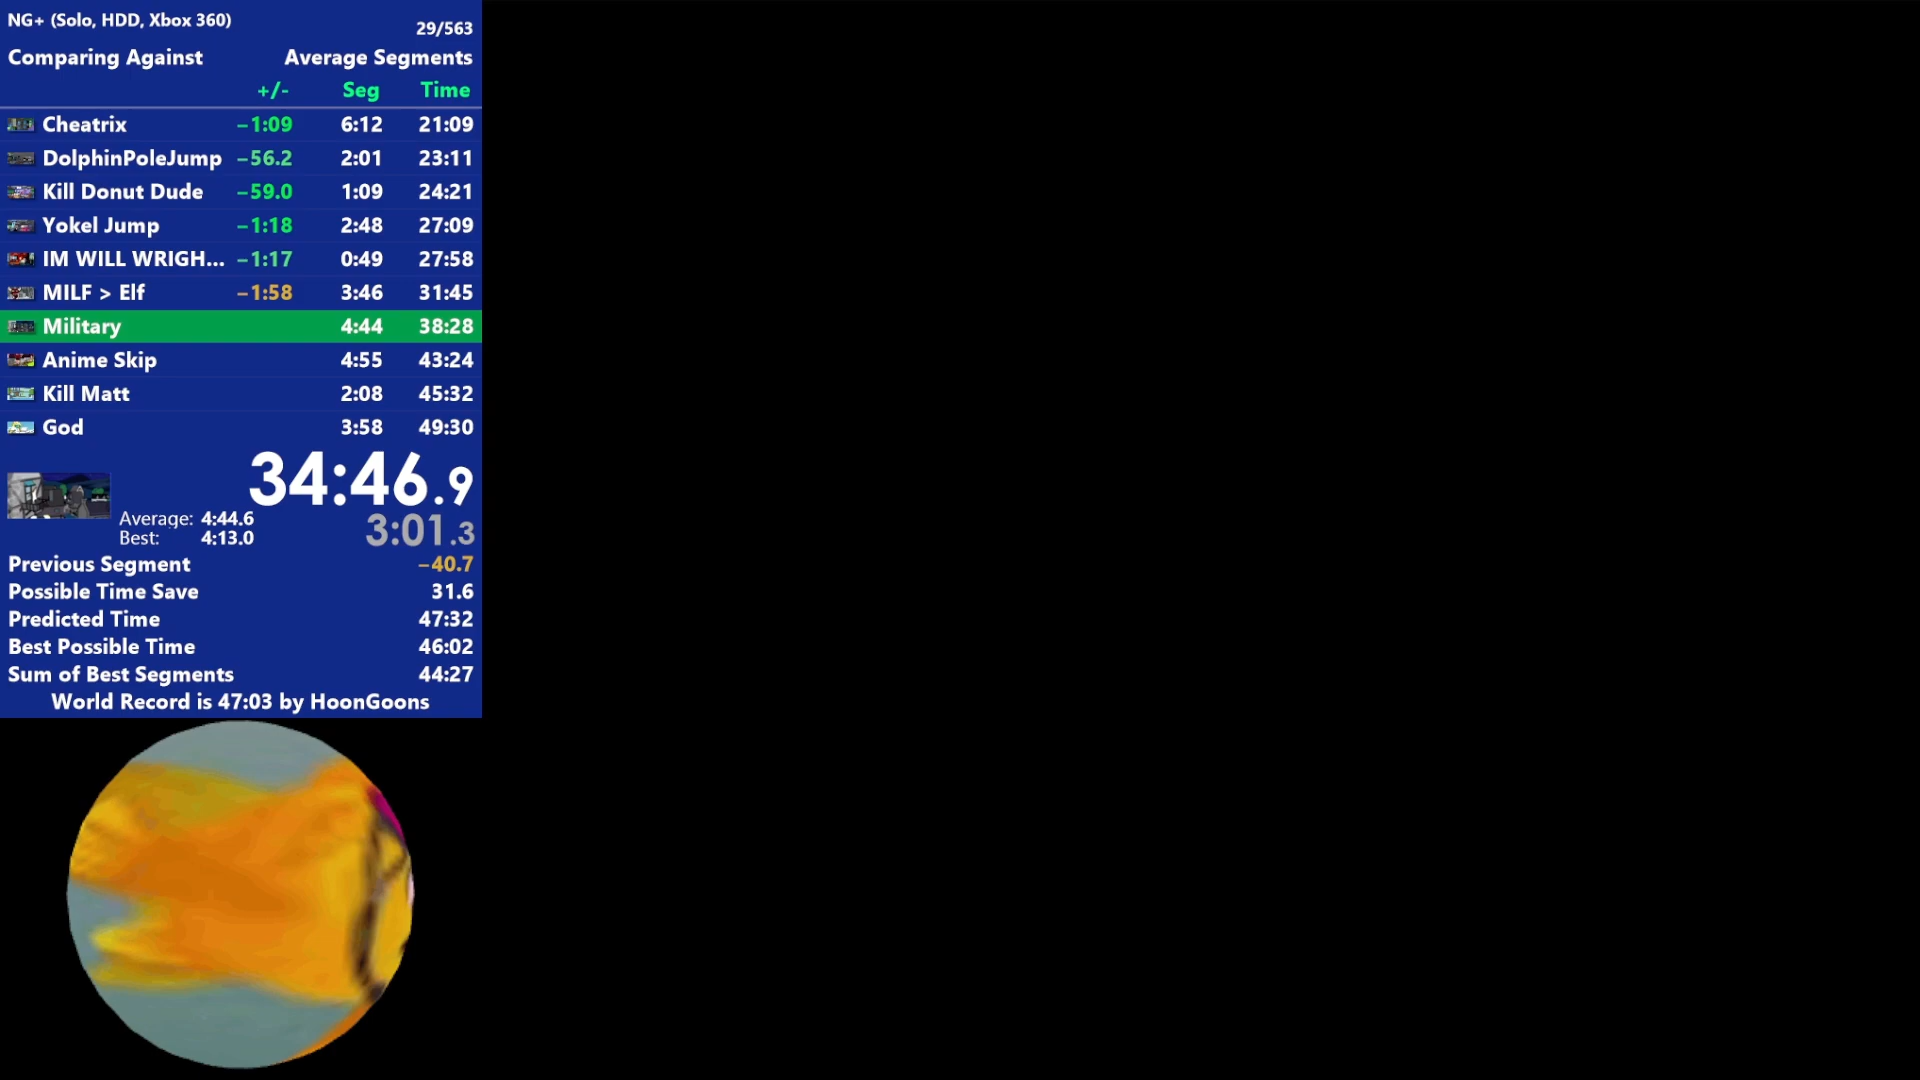 NG+ (Solo, HDD, Xbox 360)
29/563
Comparing Against Average Segments
+/- Seg Time
Cheatrix −1:09 6:12 21:09
DolphinPoleJump −56.2 2:01 23:11
Kill Donut Dude −59.0 1:09 24:21
Yokel Jump −1:18 2:48 27:09
IM WILL WRIGH... −1:17 0:49 27:58
MILF > Elf −1:58 3:46 31:45
Military 4:44 38:28
Anime Skip 4:55 43:24
Kill Matt 2:08 45:32
God 3:58 49:30
34:46.9
Average: 4:44.6
3:01.3
Best: 4:13.0
Previous Segment −40.7
Possible Time Save 31.6
Predicted Time 47:32
Best Possible Time 46:02
Sum of Best Segments 44:27
World Record is 47:03 by HoonGoons